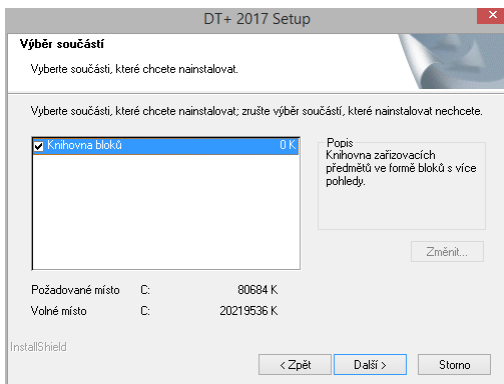 DT+ 2017 Setup
Výběr součástí
Vyberte součásti, které chcete nainstalovat.
Vyberte součásti, které chcete nainstalovat; zrušte výběr součástí, které nainstalovat nechcete.
Knihovna bloků 0 K
Popis
Knihovna zařizovacích
předmětů ve formě bloků s více
pohledy.
Změnit...
Požadované místo C: 80684 K
Volné místo C: 20219536 K
InstallShield
< Zpět Další > Storno